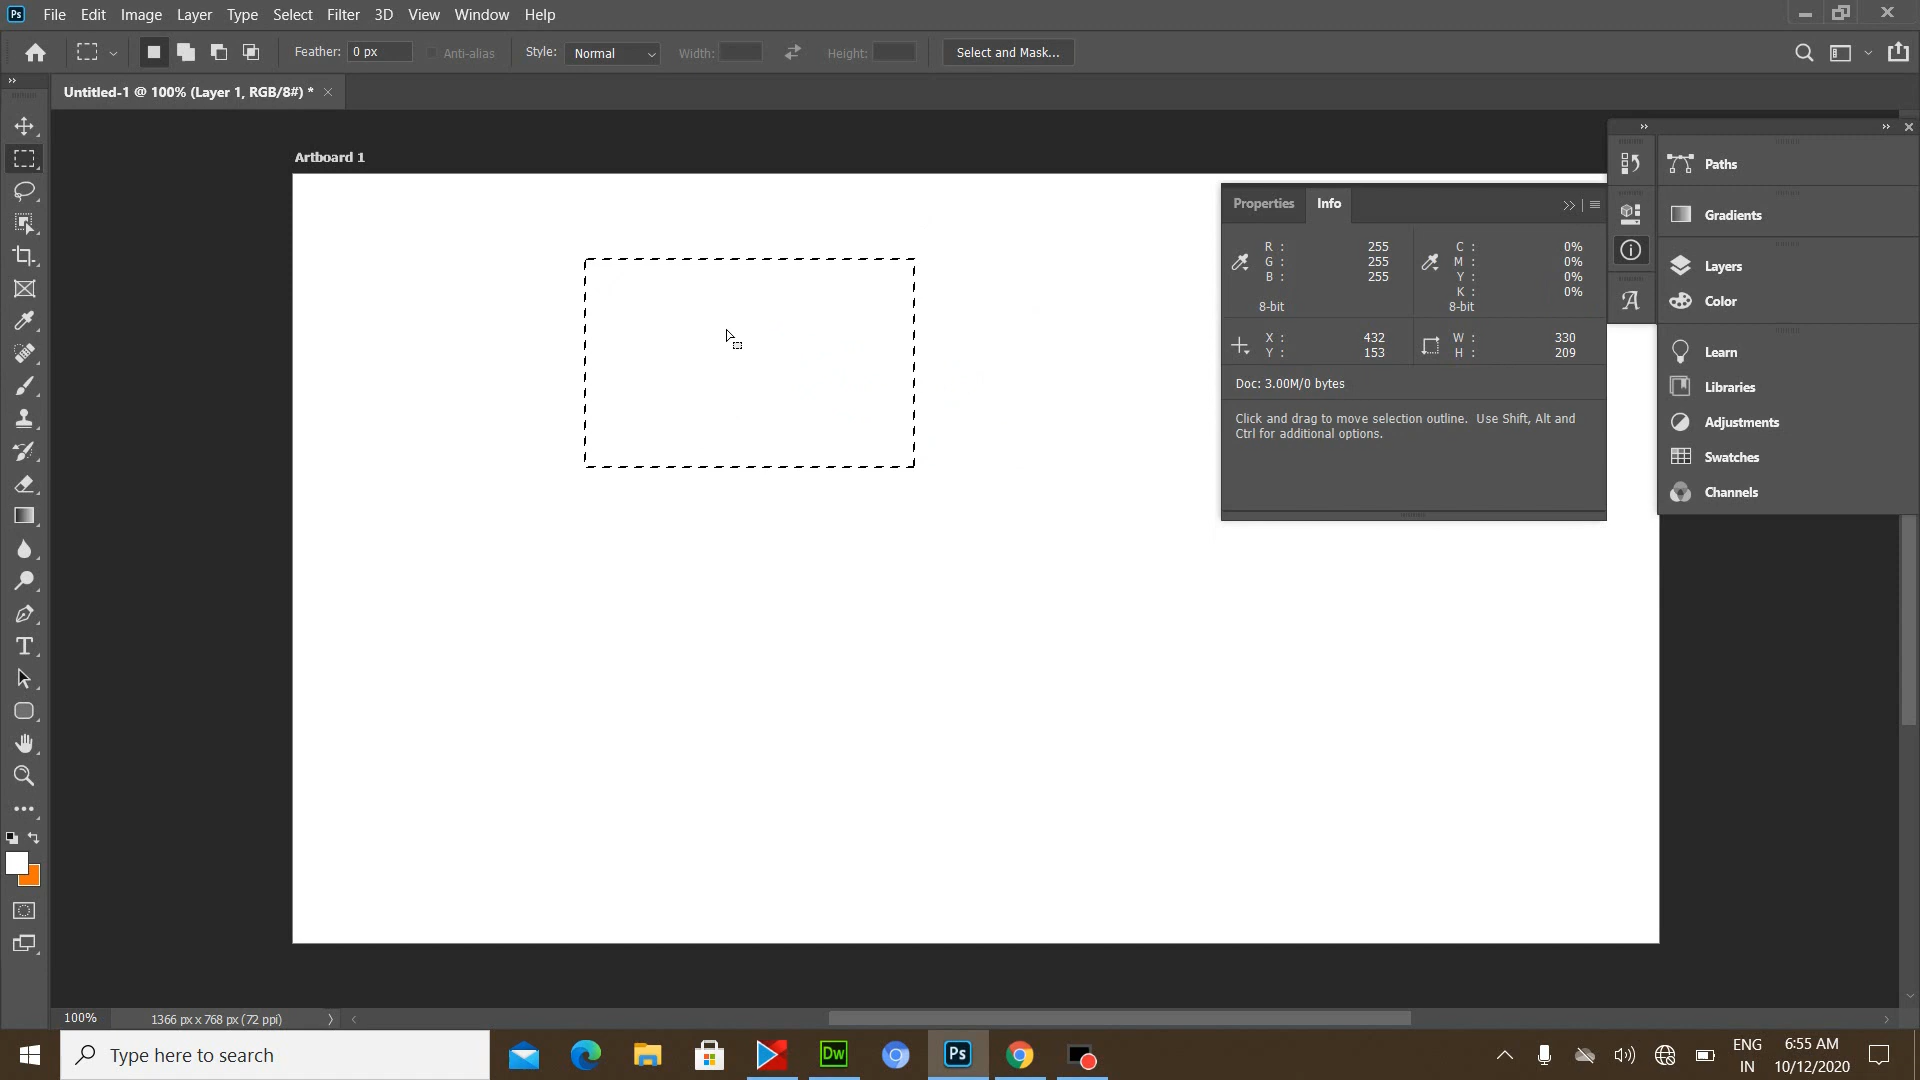 Ps File Edit Image Layer Type Select Filter 3D View Window Help
Feather: 0 px Anti-alias Style: Normal Width: Height: Select and Mask...
Untitled-1 @ 100% (Layer 1, RGB/8#) * ×
Artboard 1
Paths
Gradients
Layers
Color
Learn
Libraries
Adjustments
Swatches
Channels
Properties Info
R : 255 C : 0%
G : 255 M : 0%
B : 255 Y : 0%
K : 0%
8-bit 8-bit
X : 432 W : 330
Y : 153 H : 209
Doc: 3.00M/0 bytes
Click and drag to move selection outline. Use Shift, Alt and
Ctrl for additional options.
100% 1366 px x 768 px (72 ppi)
Type here to search Dw Ps ENG 6:55 AM
IN 10/12/2020